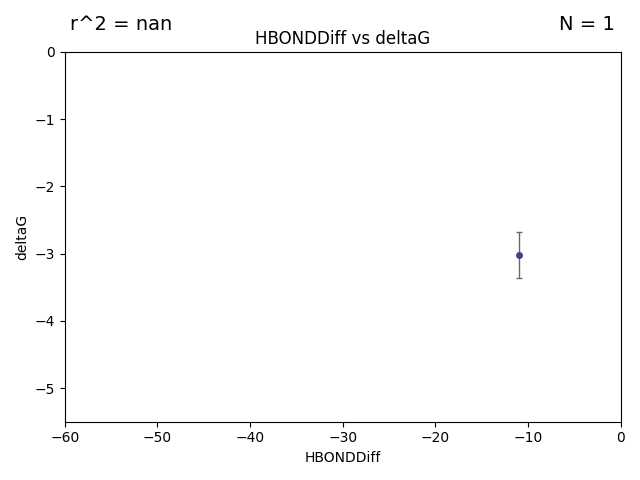 r^2 = nan
N = 1
HBONDDiff vs deltaG
0
−1
−2
−3
−4
−5
deltaG
−60
−50
−40
−30
−20
−10
0
HBONDDiff